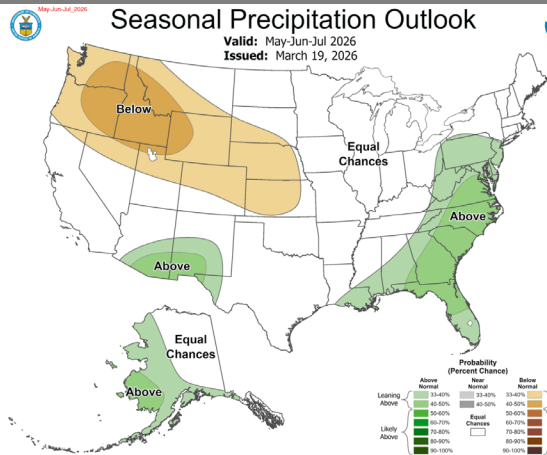 May-Jun-Jul_2026
Seasonal Precipitation Outlook
Valid: May-Jun-Jul 2026
Issued: March 19, 2026
Below
Equal
Chances
Above
Above
Equal
Chances
Above
Probability
(Percent Chance)
Above
Normal
Near
Normal
Below
Normal
Leaning
Above
Likely
Above
33-40%
40-50%
50-60%
60-70%
70-80%
80-90%
90-100%
33-40%
40-50%
Equal
Chances
33-40%
40-50%
50-60%
60-70%
70-80%
80-90%
90-100%